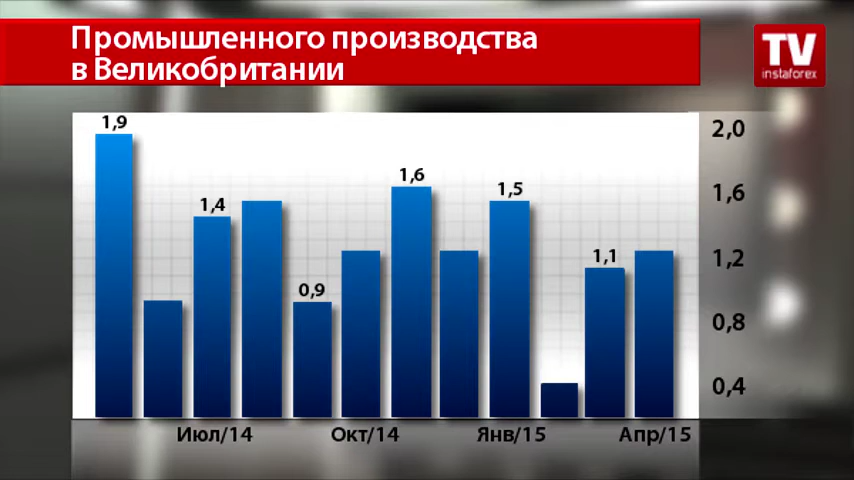 Промышленного производства
в Великобритании
TV
instaforex
1,9
1,4
0,9
1,6
1,5
1,1
2,0
1,6
1,2
0,8
0,4
Июл/14
Окт/14
Янв/15
Апр/15